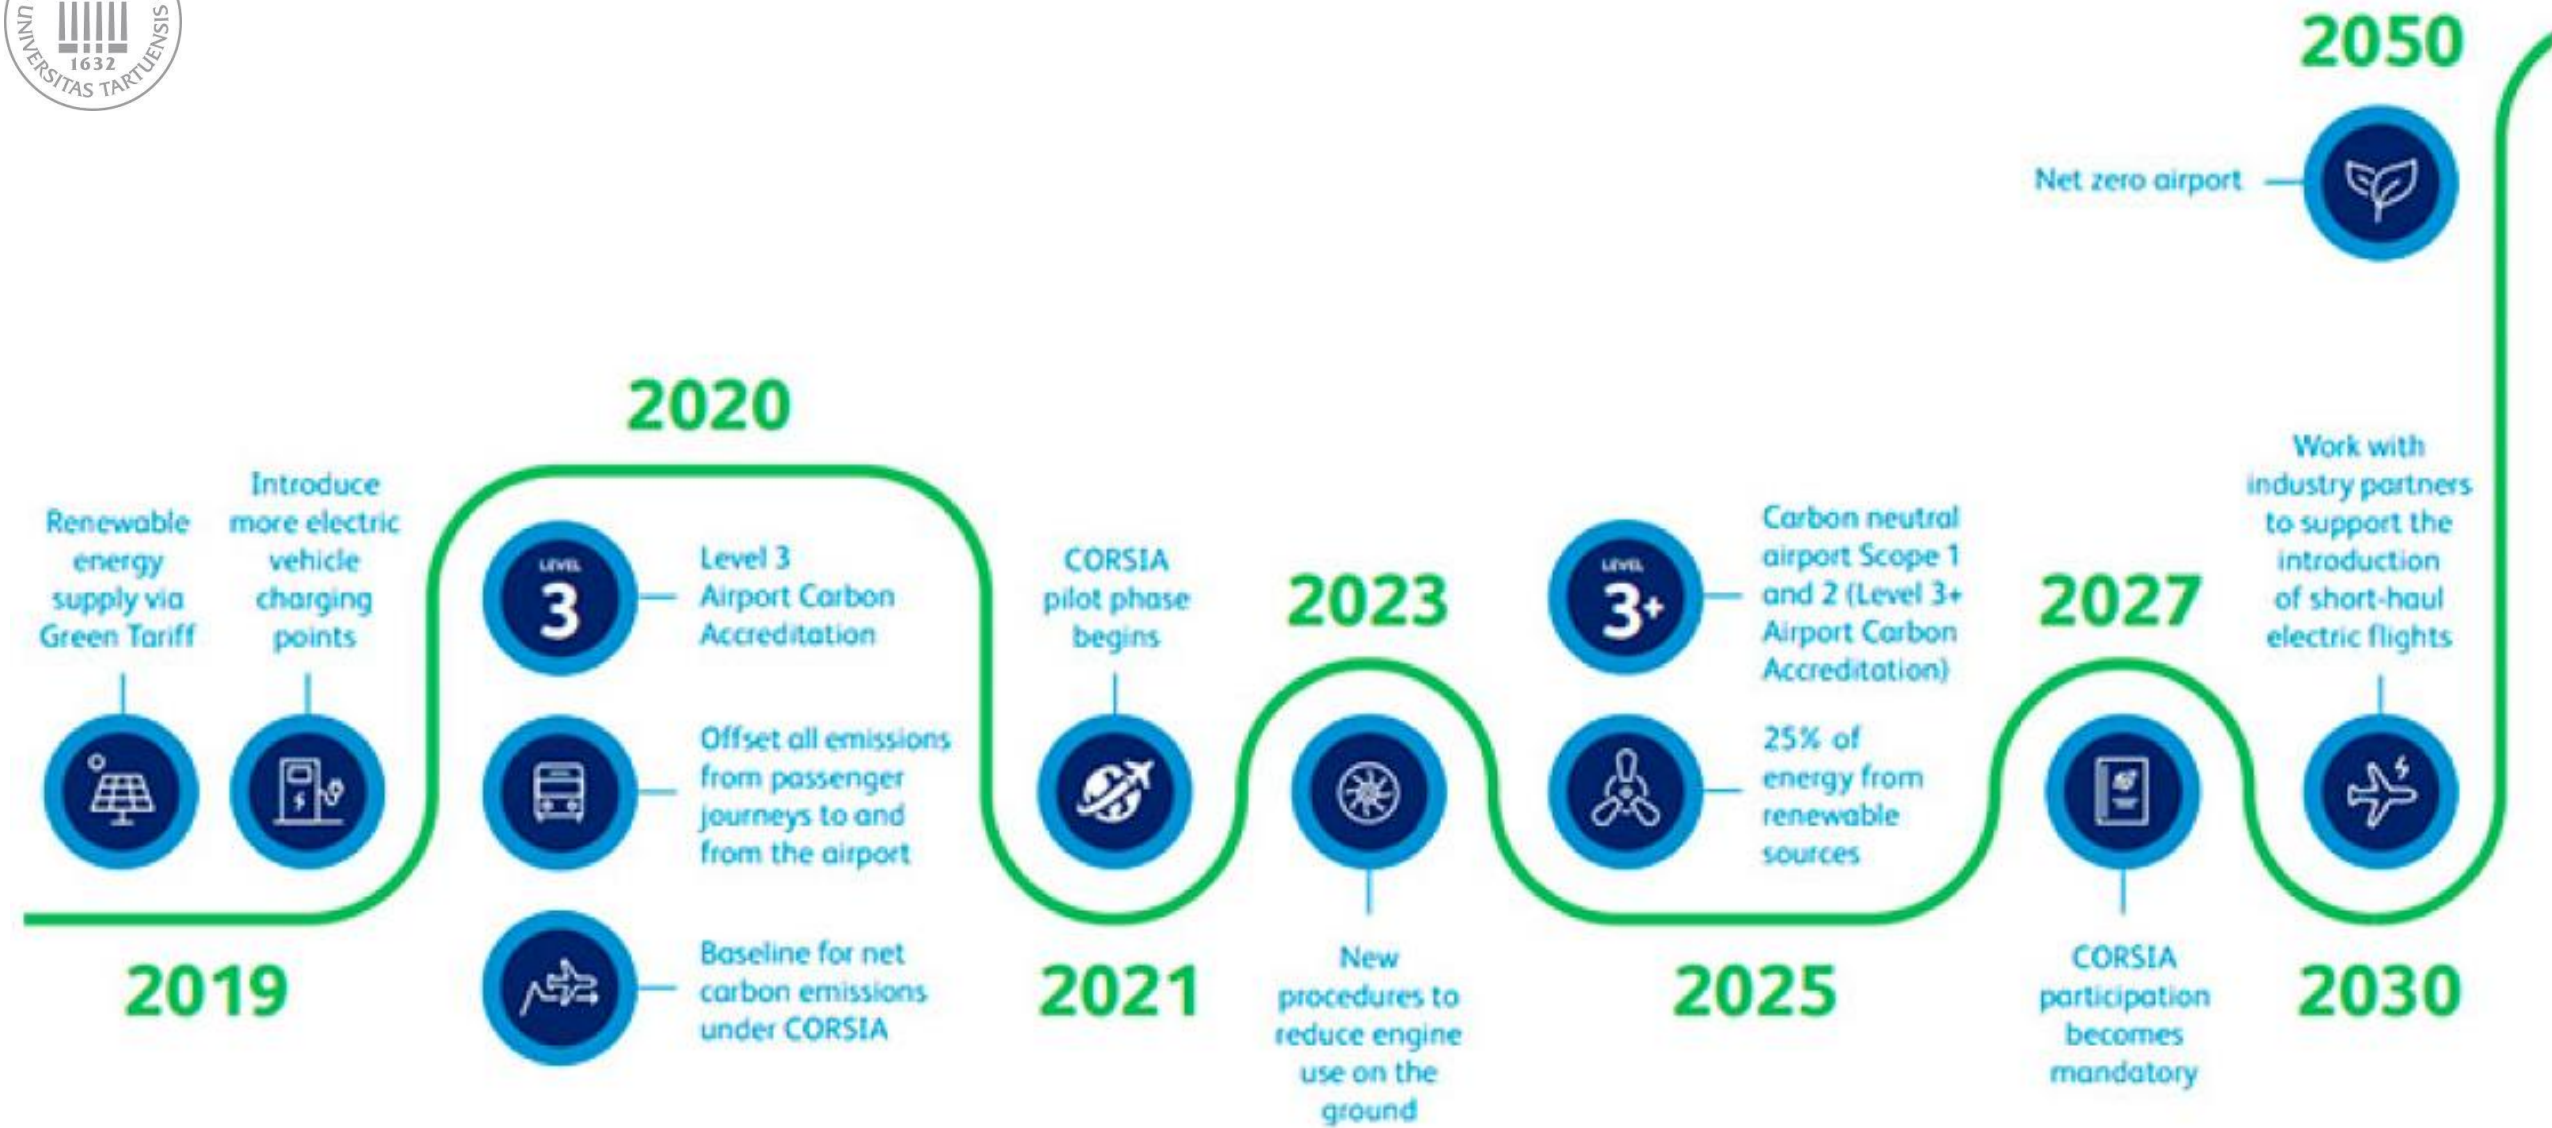 UNIVERSITAS TARTUENSIS
1632
2019
Renewable
energy
supply via
Green Tariff
Introduce
more electric
vehicle
charging
points
2020
LEVEL
3
Level 3
Airport Carbon
Accreditation
Offset all emissions
from passenger
journeys to and
from the airport
Baseline for net
carbon emissions
under CORSIA
CORSIA
pilot phase
begins
2021
2023
New
procedures to
reduce engine
use on the
ground
LEVEL
3+
Carbon neutral
airport Scope 1
and 2 (Level 3+
Airport Carbon
Accreditation)
25% of
energy from
renewable
sources
2025
2027
CORSIA
participation
becomes
mandatory
Work with
industry partners
to support the
introduction
of short-haul
electric flights
2030
2050
Net zero airport